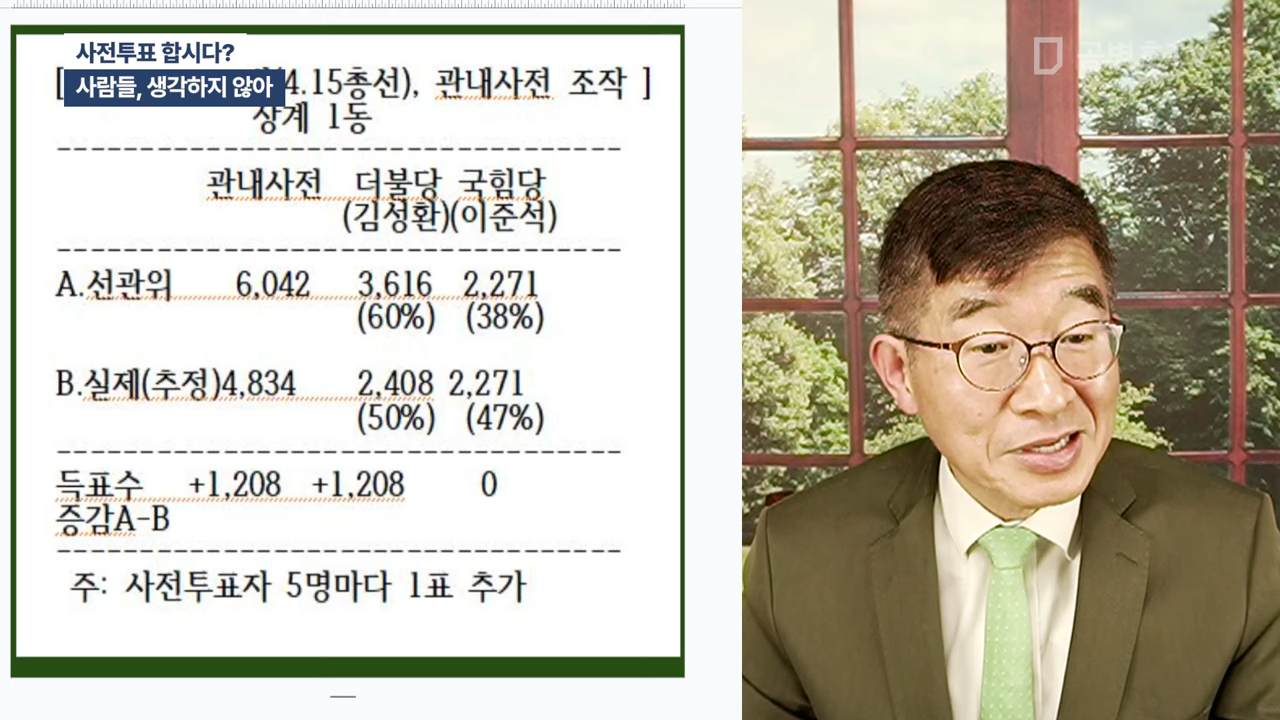 사전투표 합시다?
사람들, 생각하지 않아
[ 4.15총선), 관내사전 조작 ]
상계 1동
관내사전 더불당 국힘당
(김성환)(이준석)
A.선관위 6,042 3,616 2,271
(60%) (38%)
B.실제(추정)4,834 2,408 2,271
(50%) (47%)
득표수 +1,208 +1,208 0
증감A-B
주: 사전투표자 5명마다 1표 추가